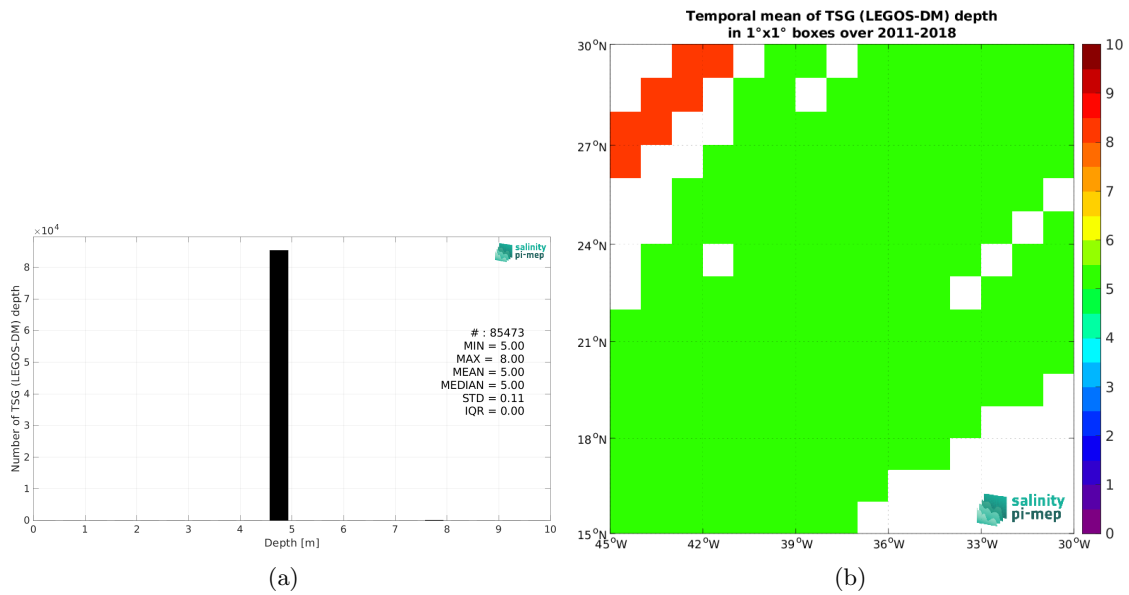 ×10⁴
8
7
6
5
4
3
2
1
0
Number of TSG (LEGOS-DM) depth
salinity
pi-mep
# : 85473
MIN = 5.00
MAX = 8.00
MEAN = 5.00
MEDIAN = 5.00
STD = 0.11
IQR = 0.00
0 1 2 3 4 5 6 7 8 9 10
Depth [m]
(a)
Temporal mean of TSG (LEGOS-DM) depth
in 1°x1° boxes over 2011-2018
30°N
27°N
24°N
21°N
18°N
15°N
45°W 42°W 39°W 36°W 33°W 30°W
salinity
pi-mep
10
9
8
7
6
5
4
3
2
1
0
(b)